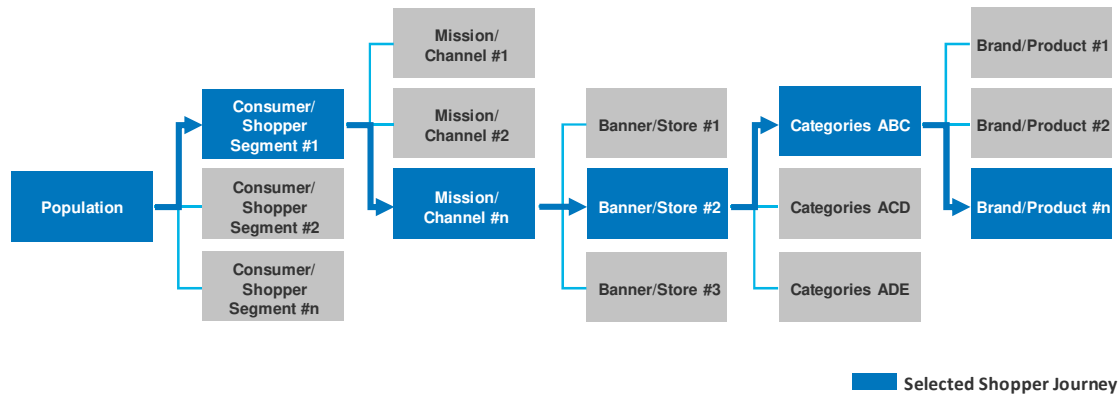 Population
Consumer/
Shopper
Segment #1
Consumer/
Shopper
Segment #2
Consumer/
Shopper
Segment #n
Mission/
Channel #1
Mission/
Channel #2
Mission/
Channel #n
Banner/Store #1
Banner/Store #2
Banner/Store #3
Categories ABC
Categories ACD
Categories ADE
Brand/Product #1
Brand/Product #2
Brand/Product #n
Selected Shopper Journey